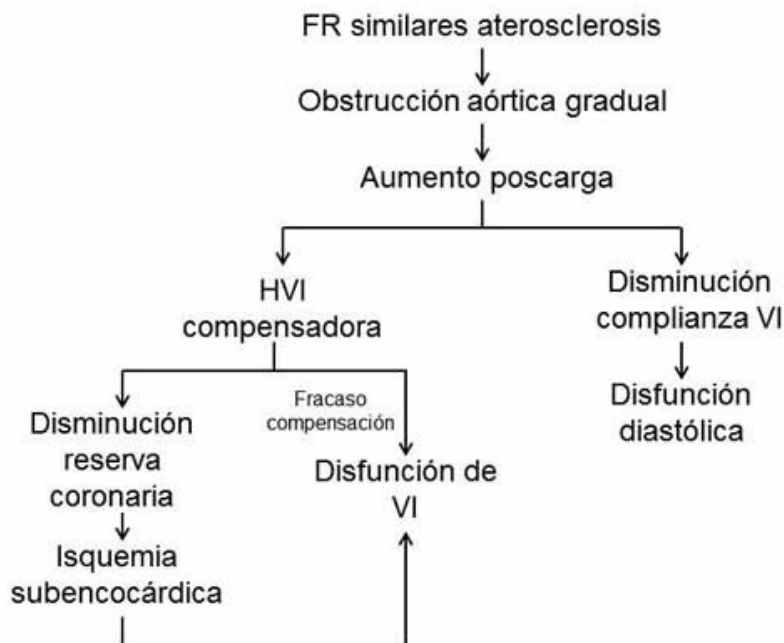 FR similares aterosclerosis
Obstrucción aórtica gradual
Aumento poscarga
HVI
compensadora
Disminución
complianza VI
Fracaso
compensación
Disfunción
diastólica
Disminución
reserva
coronaria
Disfunción de
VI
Isquemia
subencocárdica